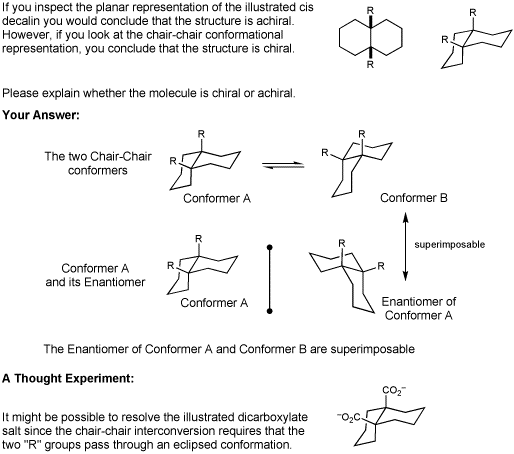 If you inspect the planar representation of the illustrated cis
decalin you would conclude that the structure is achiral.
However, if you look at the chair-chair conformational
representation, you conclude that the structure is chiral.
R
R
R
R
Please explain whether the molecule is chiral or achiral.
Your Answer:
The two Chair-Chair
conformers
R
R
Conformer A
R
R
Conformer B
superimposable
Conformer A
and its Enantiomer
R
R
Conformer A
R
R
Enantiomer of
Conformer A
The Enantiomer of Conformer A and Conformer B are superimposable
A Thought Experiment:
It might be possible to resolve the illustrated dicarboxylate
salt since the chair-chair interconversion requires that the
two "R" groups pass through an eclipsed conformation.
CO₂⁻
⁻O₂C